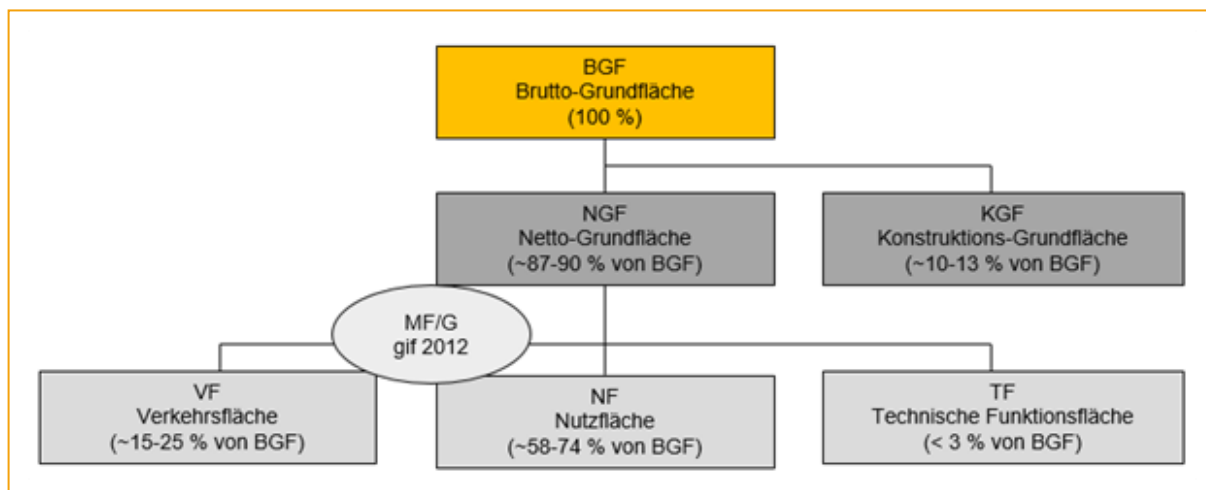 BGF
Brutto-Grundfläche
(100 %)
NGF
Netto-Grundfläche
(~87-90 % von BGF)
KGF
Konstruktions-Grundfläche
(~10-13 % von BGF)
MF/G
gif 2012
VF
Verkehrsfläche
(~15-25 % von BGF)
NF
Nutzfläche
(~58-74 % von BGF)
TF
Technische Funktionsfläche
(< 3 % von BGF)